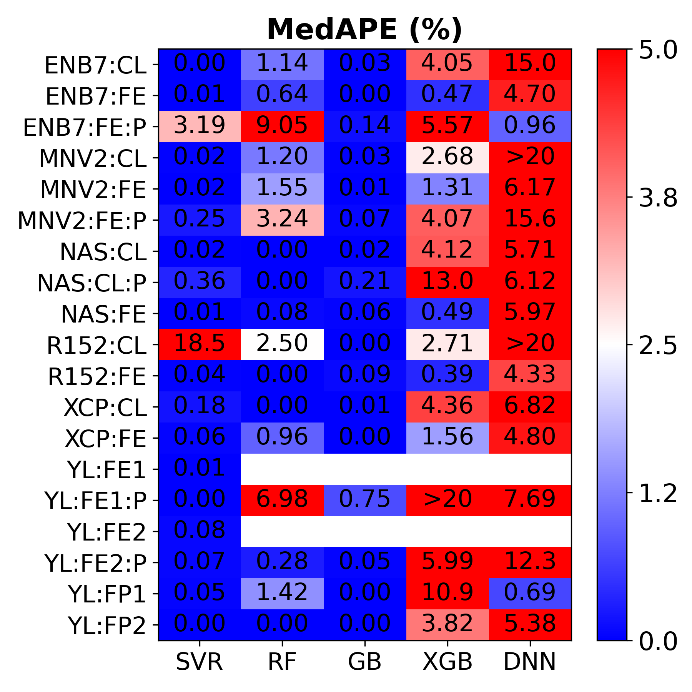 MedAPE (%)
ENB7:CL 0.00 1.14 0.03 4.05 15.0
ENB7:FE 0.01 0.64 0.03 0.47 4.70
ENB7:FE:P 3.19 9.05 0.14 5.57 0.96
MNV2:CL 0.02 1.20 0.03 2.68 >20
MNV2:FE 0.02 1.55 0.01 1.31 6.17
MNV2:FE:P 0.25 3.24 0.07 4.07 15.6
NAS:CL 0.02 0.00 0.02 4.12 5.71
NAS:CL:P 0.36 0.00 0.21 13.0 6.12
NAS:FE 0.01 0.08 0.06 0.49 5.97
R152:CL 18.5 2.50 0.00 2.71 >20
R152:FE 0.04 0.00 0.09 0.39 4.33
XCP:CL 0.18 0.00 0.01 4.36 6.82
XCP:FE 0.06 0.96 0.00 1.56 4.80
YL:FE1 0.01
YL:FE1:P 0.00 6.98 0.75 >20 7.69
YL:FE2 0.08
YL:FE2:P 0.07 0.28 0.05 5.99 12.3
YL:FP1 0.05 1.42 0.00 10.9 0.69
YL:FP2 0.00 0.00 0.00 3.82 5.38
SVR RF GB XGB DNN
5.0
3.8
2.5
1.2
0.0